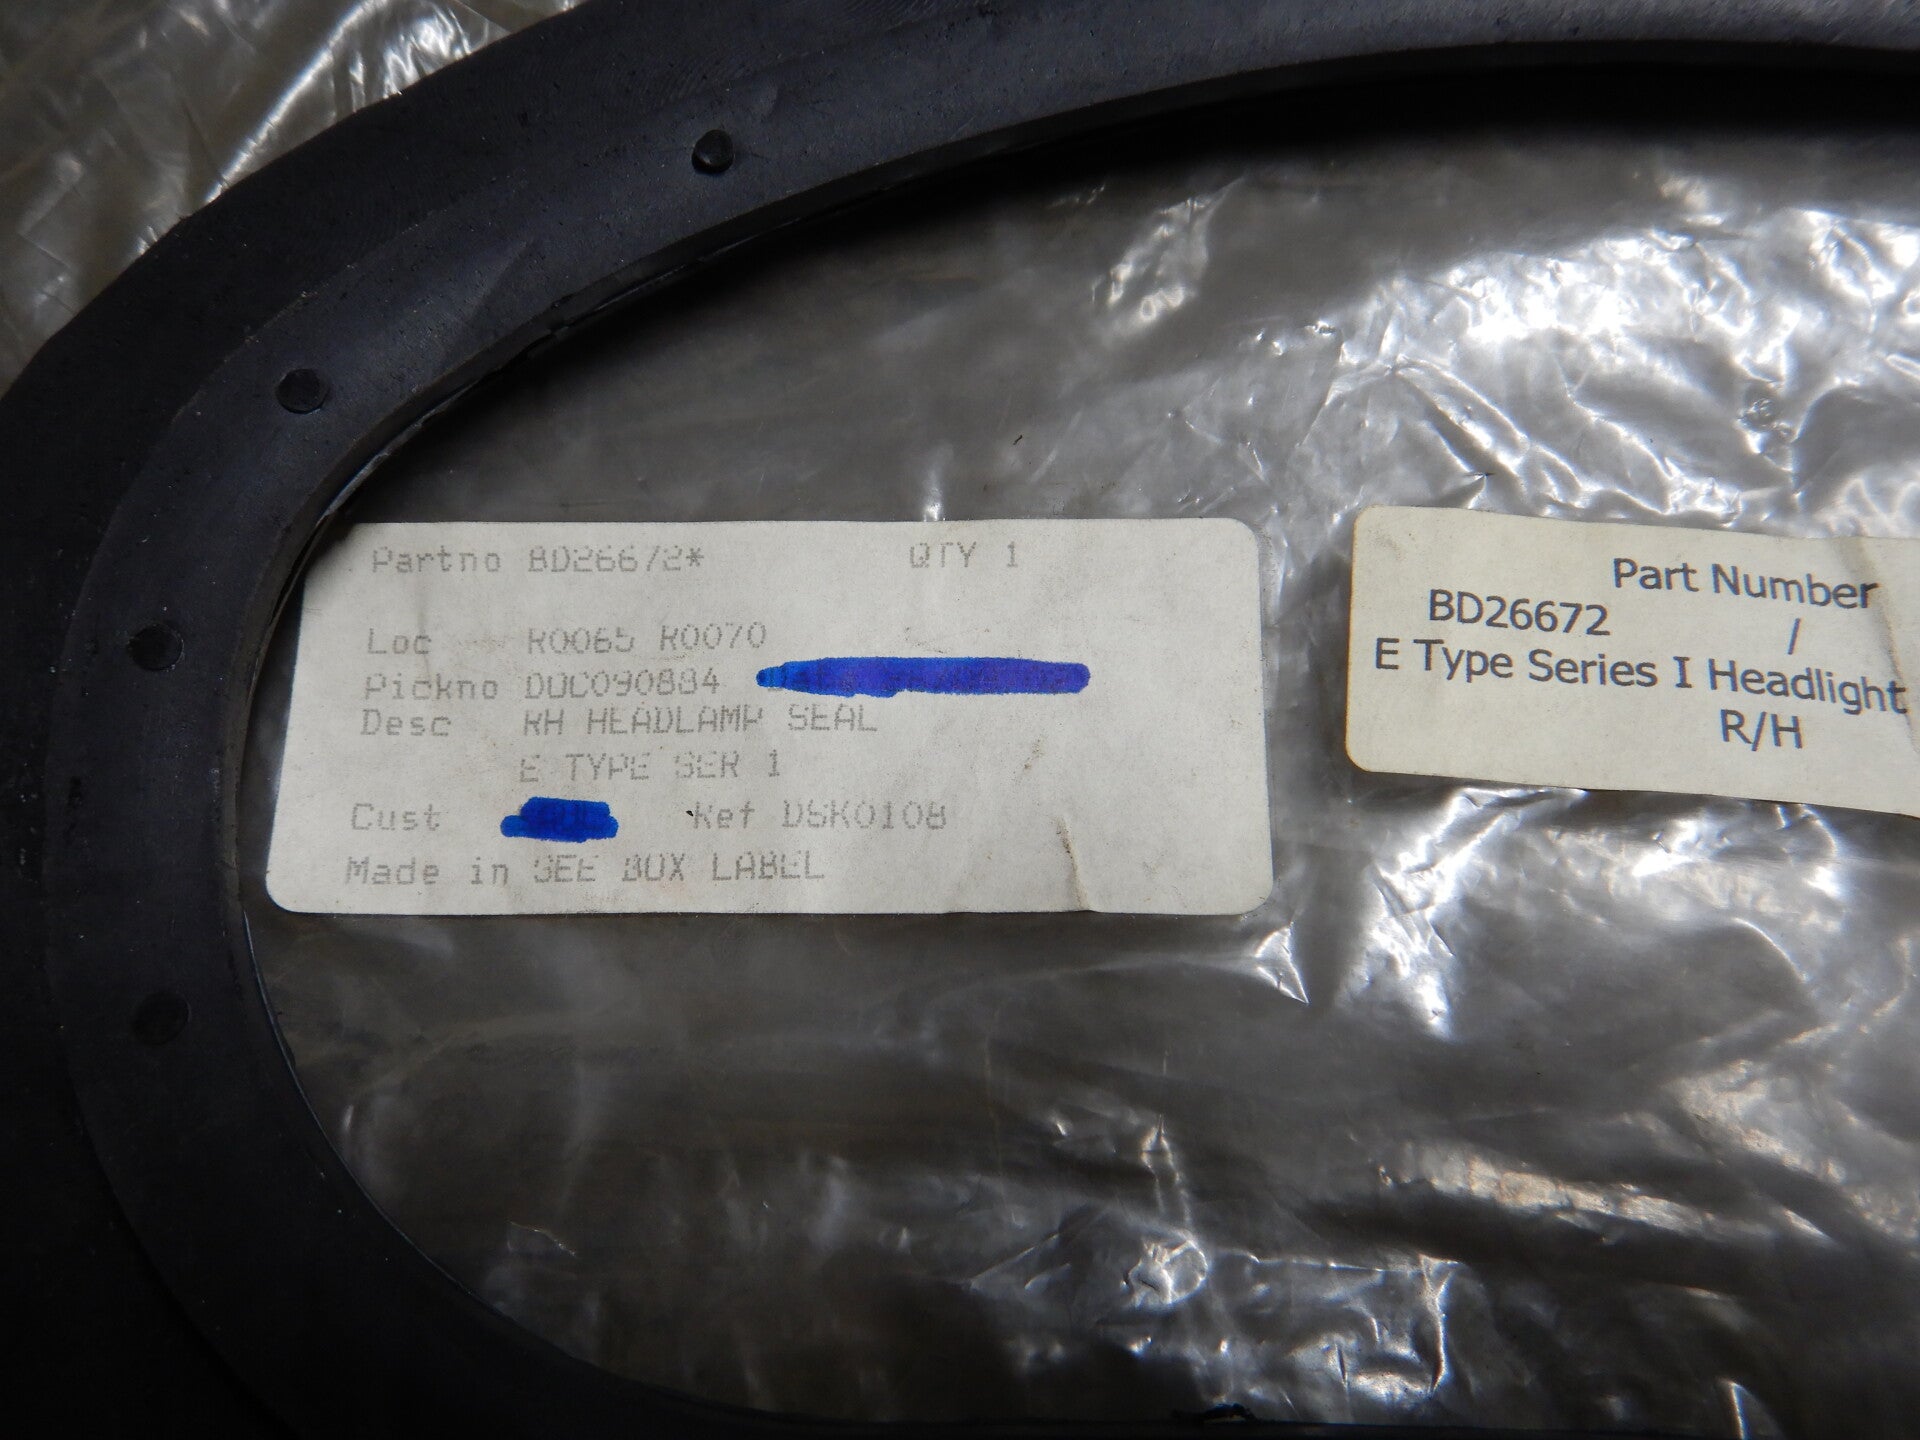 Partno BD26672* QTY 1
Loc R0065 R0070
Pickno
Desc RH HEADLAMP SEAL
E TYPE SER 1
Cust Ref DSK0108
Made in SEE BOX LABEL
Part Number
BD26672 /
E Type Series I Headlight
R/H